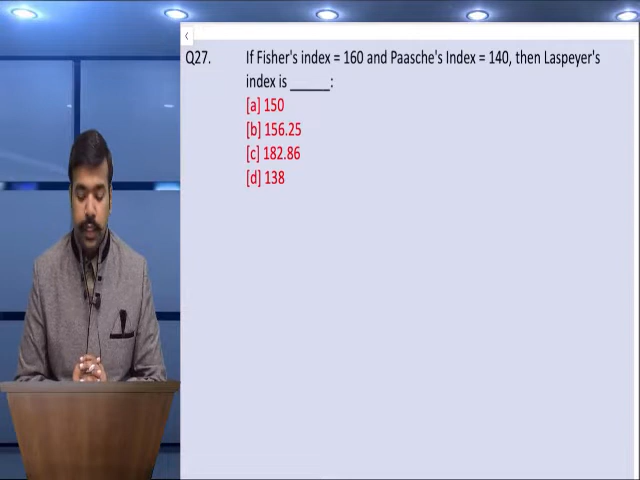 Q27. If Fisher's index = 160 and Paasche's Index = 140, then Laspeyer's
index is ______:
[a] 150
[b] 156.25
[c] 182.86
[d] 138